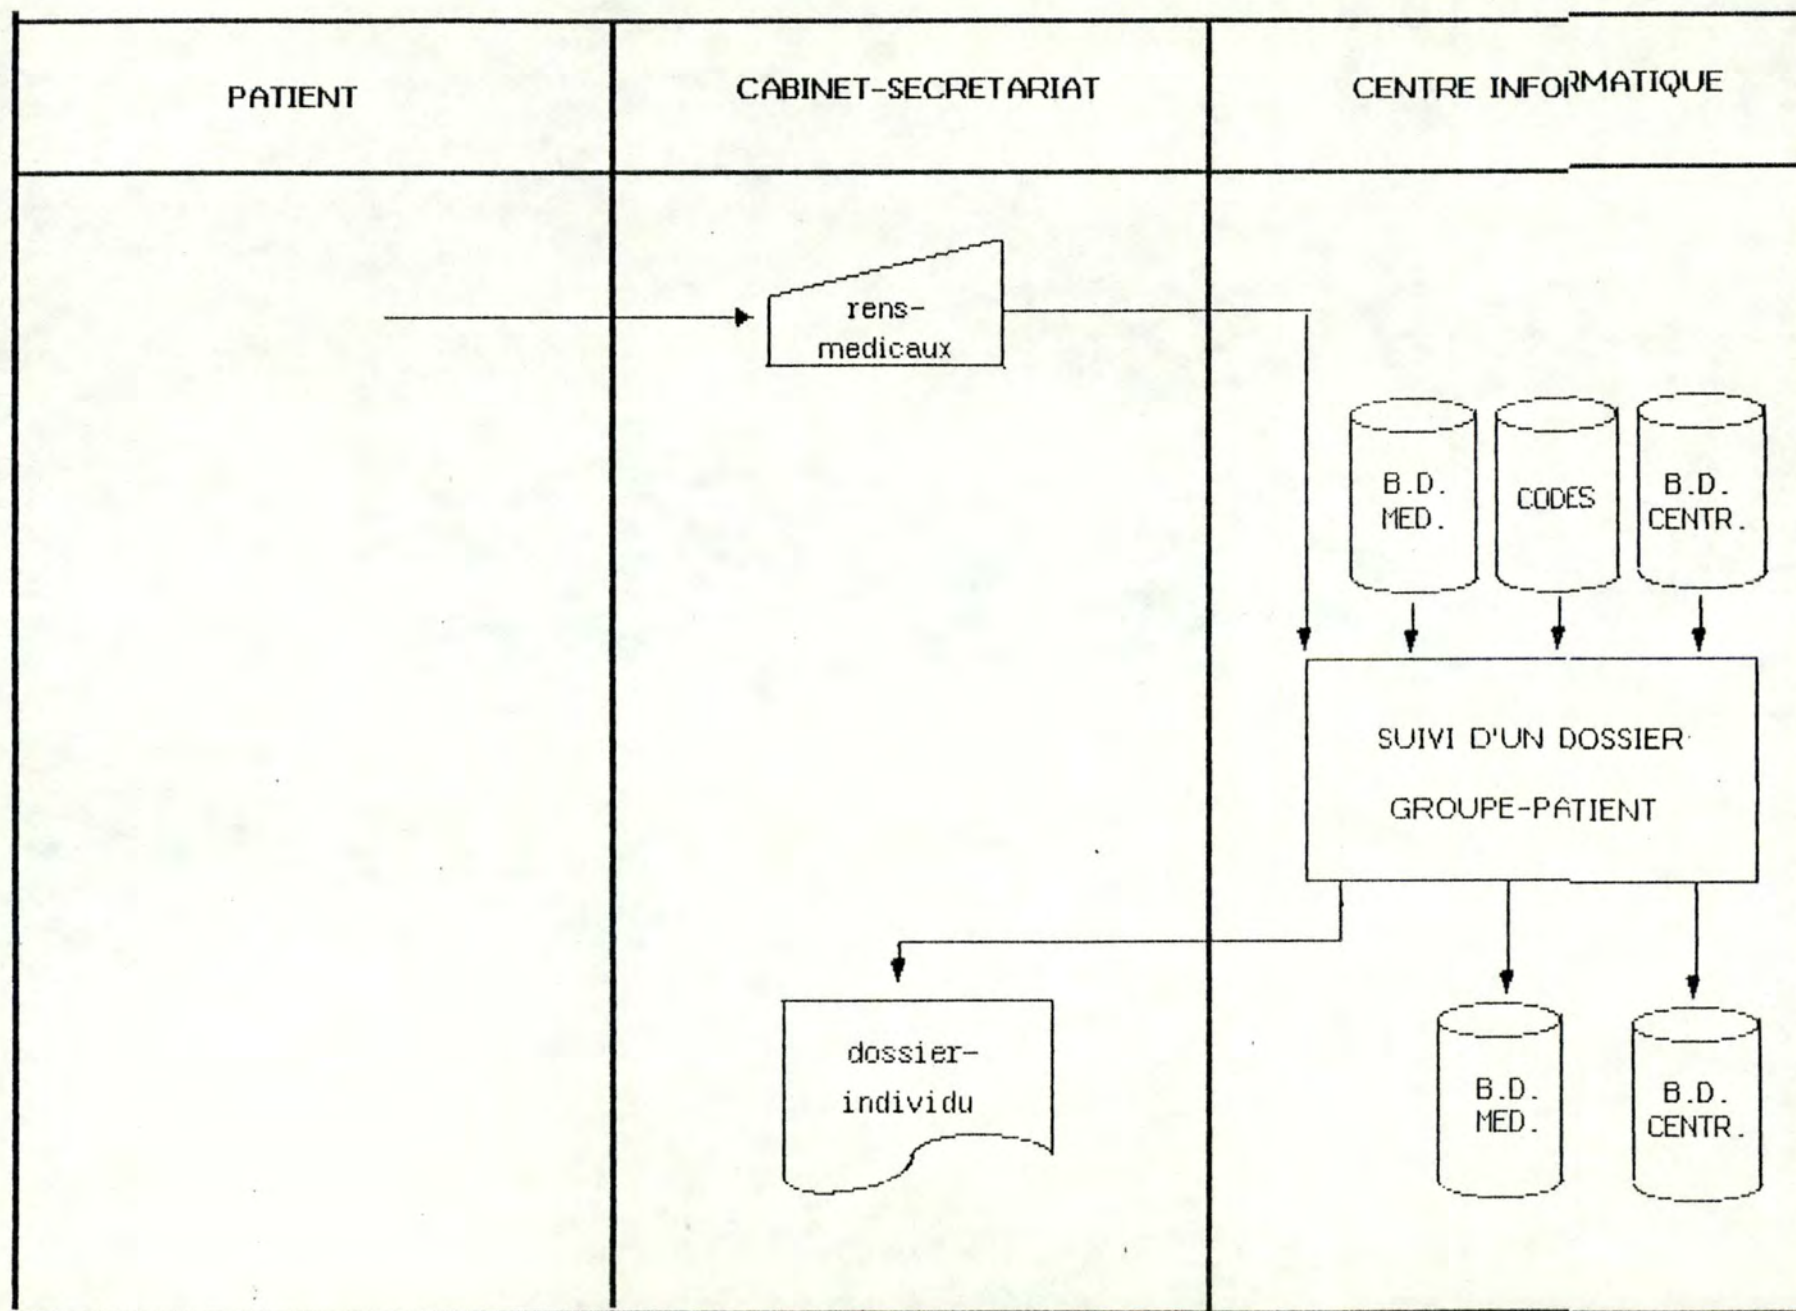 PATIENT
CABINET-SECRETARIAT
CENTRE INFORMATIQUE
rens-
medicaux
B.D.
MED.
CODES
B.D.
CENTR.
SUIVI D'UN DOSSIER
GROUPE-PATIENT
dossier-
individu
B.D.
MED.
B.D.
CENTR.